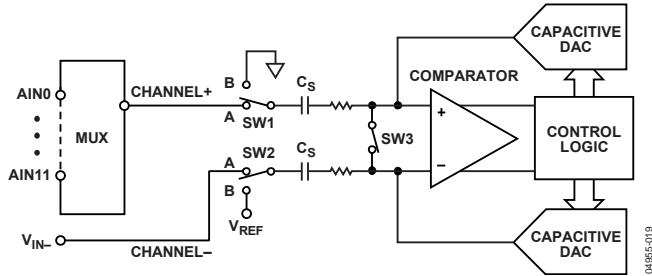 CAPACITIVE
DAC
COMPARATOR
B
CS
AIN0
CHANNEL+
A
SW1
+
MUX
SW3
CONTROL
LOGIC
A
SW2
CS
–
AIN11
B
VREF
VIN–
CHANNEL–
CAPACITIVE
DAC
04955-019